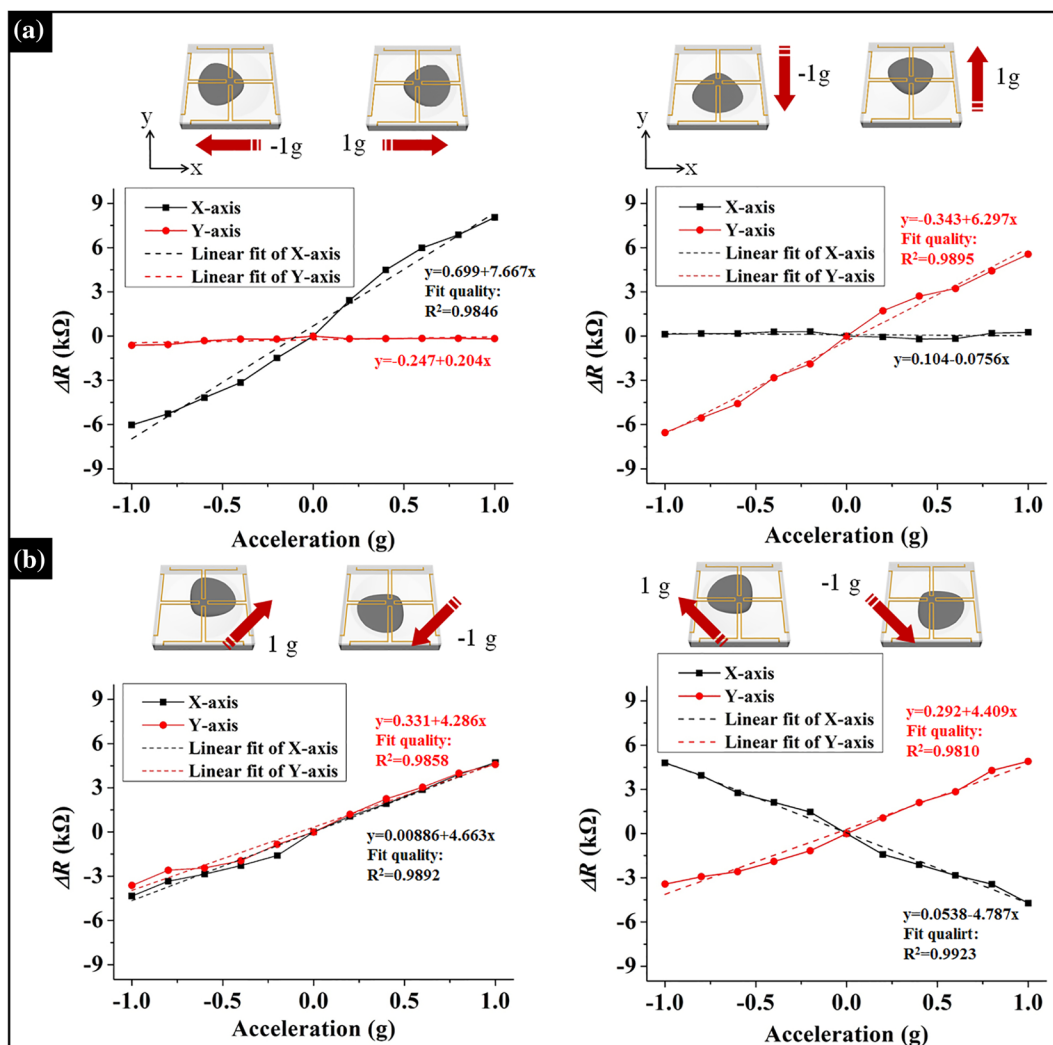 (a)
-1g
1g
y
x
-1g
1g
y
x
X-axis
Y-axis
Linear fit of X-axis
Linear fit of Y-axis
y=0.699+7.667x
Fit quality:
R²=0.9846
y=-0.247+0.204x
9
6
3
0
-3
-6
-9
ΔR (kΩ)
-1.0 -0.5 0.0 0.5 1.0
Acceleration (g)
X-axis
Y-axis
Linear fit of X-axis
Linear fit of Y-axis
y=-0.343+6.297x
Fit quality:
R²=0.9895
y=0.104-0.0756x
9
6
3
0
-3
-6
-9
ΔR (kΩ)
-1.0 -0.5 0.0 0.5 1.0
Acceleration (g)
(b)
1 g
-1 g
1 g
-1 g
X-axis
Y-axis
Linear fit of X-axis
Linear fit of Y-axis
y=0.331+4.286x
Fit quality:
R²=0.9858
y=0.00886+4.663x
Fit quality:
R²=0.9892
9
6
3
0
-3
-6
-9
ΔR (kΩ)
-1.0 -0.5 0.0 0.5 1.0
Acceleration (g)
X-axis
Y-axis
Linear fit of X-axis
Linear fit of Y-axis
y=0.292+4.409x
Fit quality:
R²=0.9810
y=0.0538-4.787x
Fit qualirt:
R²=0.9923
9
6
3
0
-3
-6
-9
ΔR (kΩ)
-1.0 -0.5 0.0 0.5 1.0
Acceleration (g)